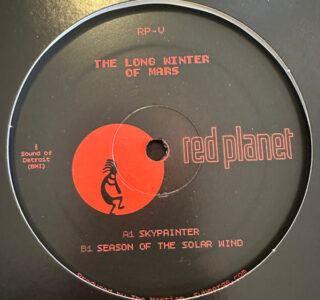 RP-V
THE LONG WINTER
OF MARS
Sound of
Detroit
(BMI)
red planet
A1 SKYPAINTER
B1 SEASON OF THE SOLAR WIND